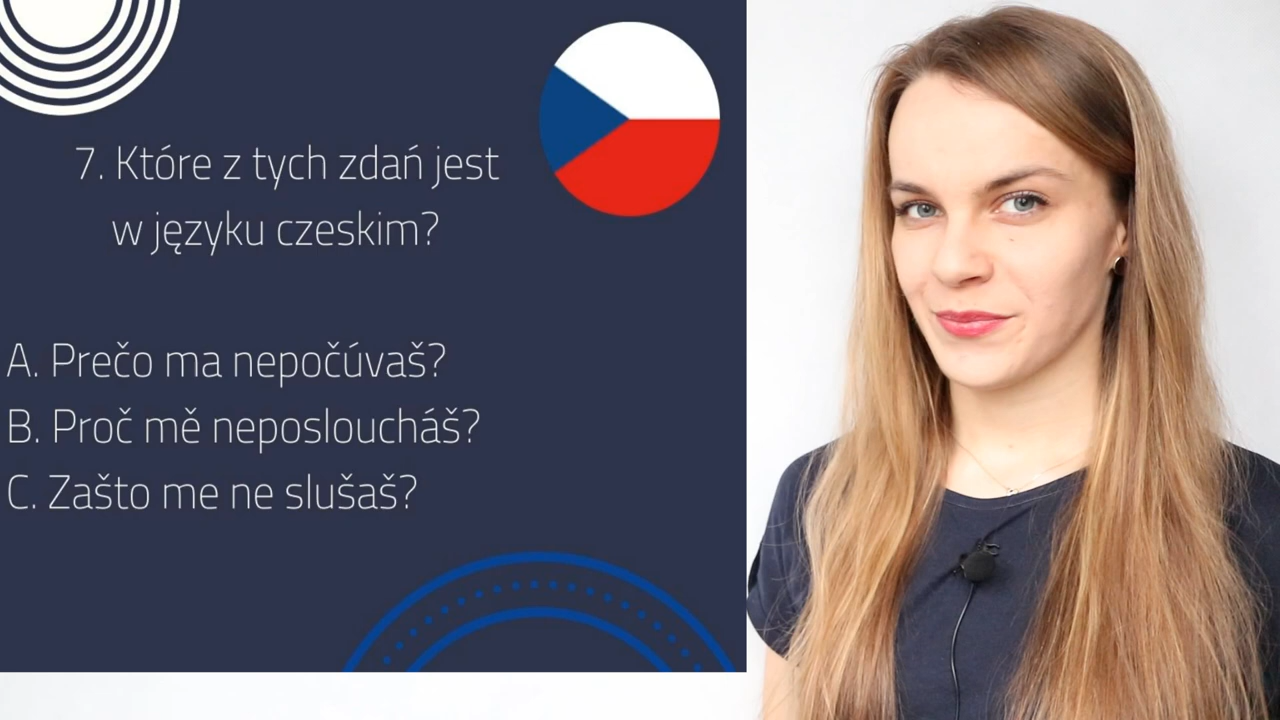 7. Które z tych zdań jest
w języku czeskim?
A. Prečo ma nepočúvaš?
B. Proč mě neposloucháš?
C. Zašto me ne slušaš?